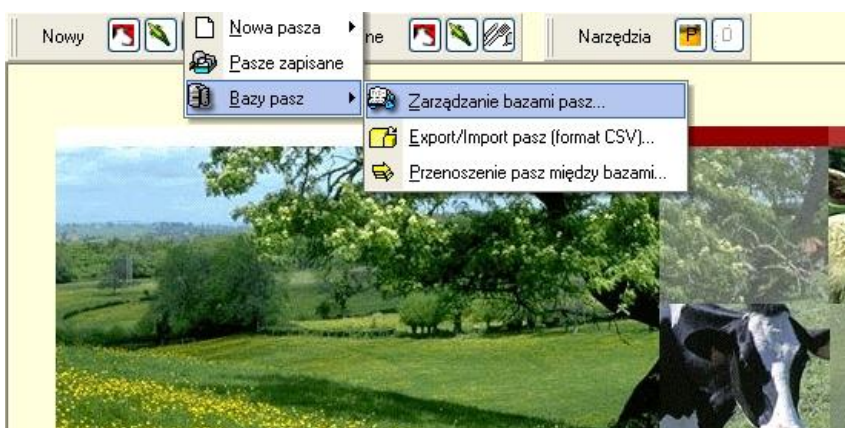 Nowy
Nowa pasza
ne
Narzędzia
P
Pasze zapisane
Bazy pasz
Zarządzanie bazami pasz...
Export/Import pasz (format CSV)...
Przenoszenie pasz między bazami...